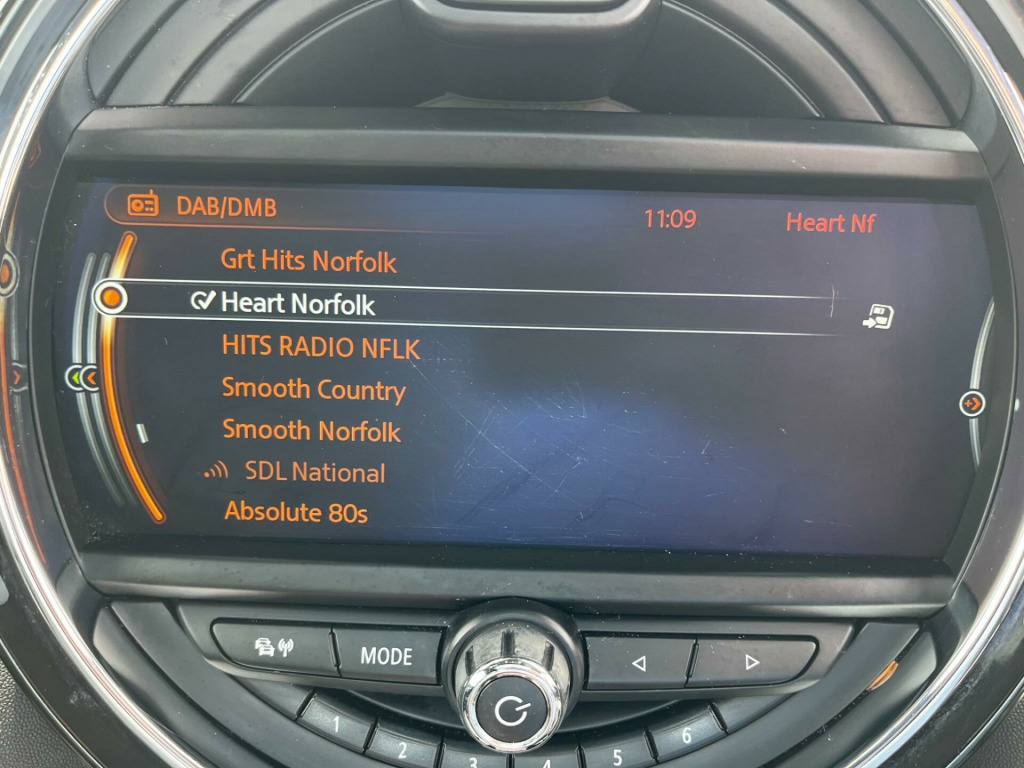 DAB/DMB 11:09 Heart Nf
Grt Hits Norfolk
Heart Norfolk
HITS RADIO NFLK
Smooth Country
Smooth Norfolk
SDL National
Absolute 80s
MODE
1 2 3 4 5 6